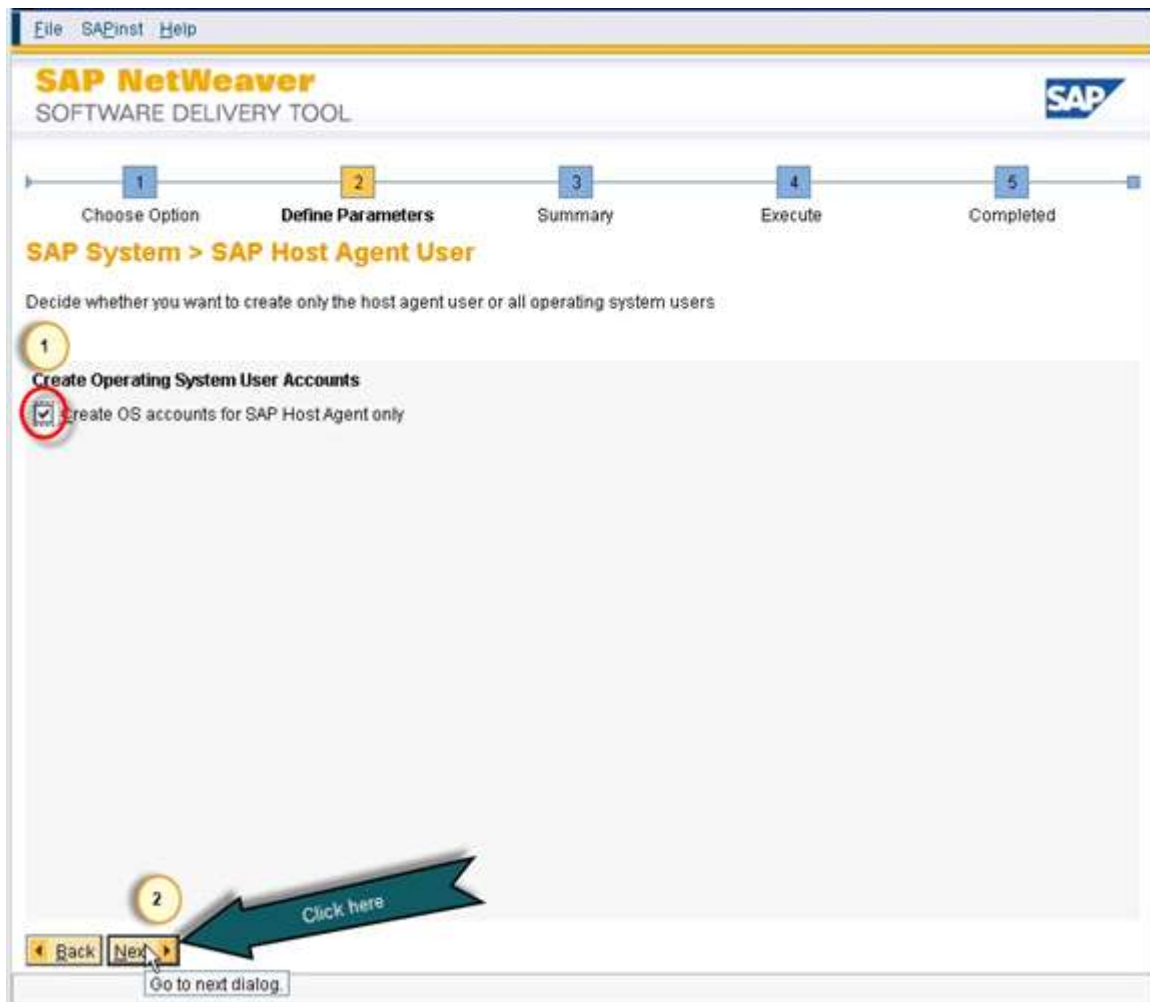 File SAPinst Help
SAP NetWeaver
SOFTWARE DELIVERY TOOL
SAP
1 2 3 4 5
Choose Option Define Parameters Summary Execute Completed
SAP System > SAP Host Agent User
Decide whether you want to create only the host agent user or all operating system users
1
Create Operating System User Accounts
Create OS accounts for SAP Host Agent only
2
Click here
Back Next
Go to next dialog.